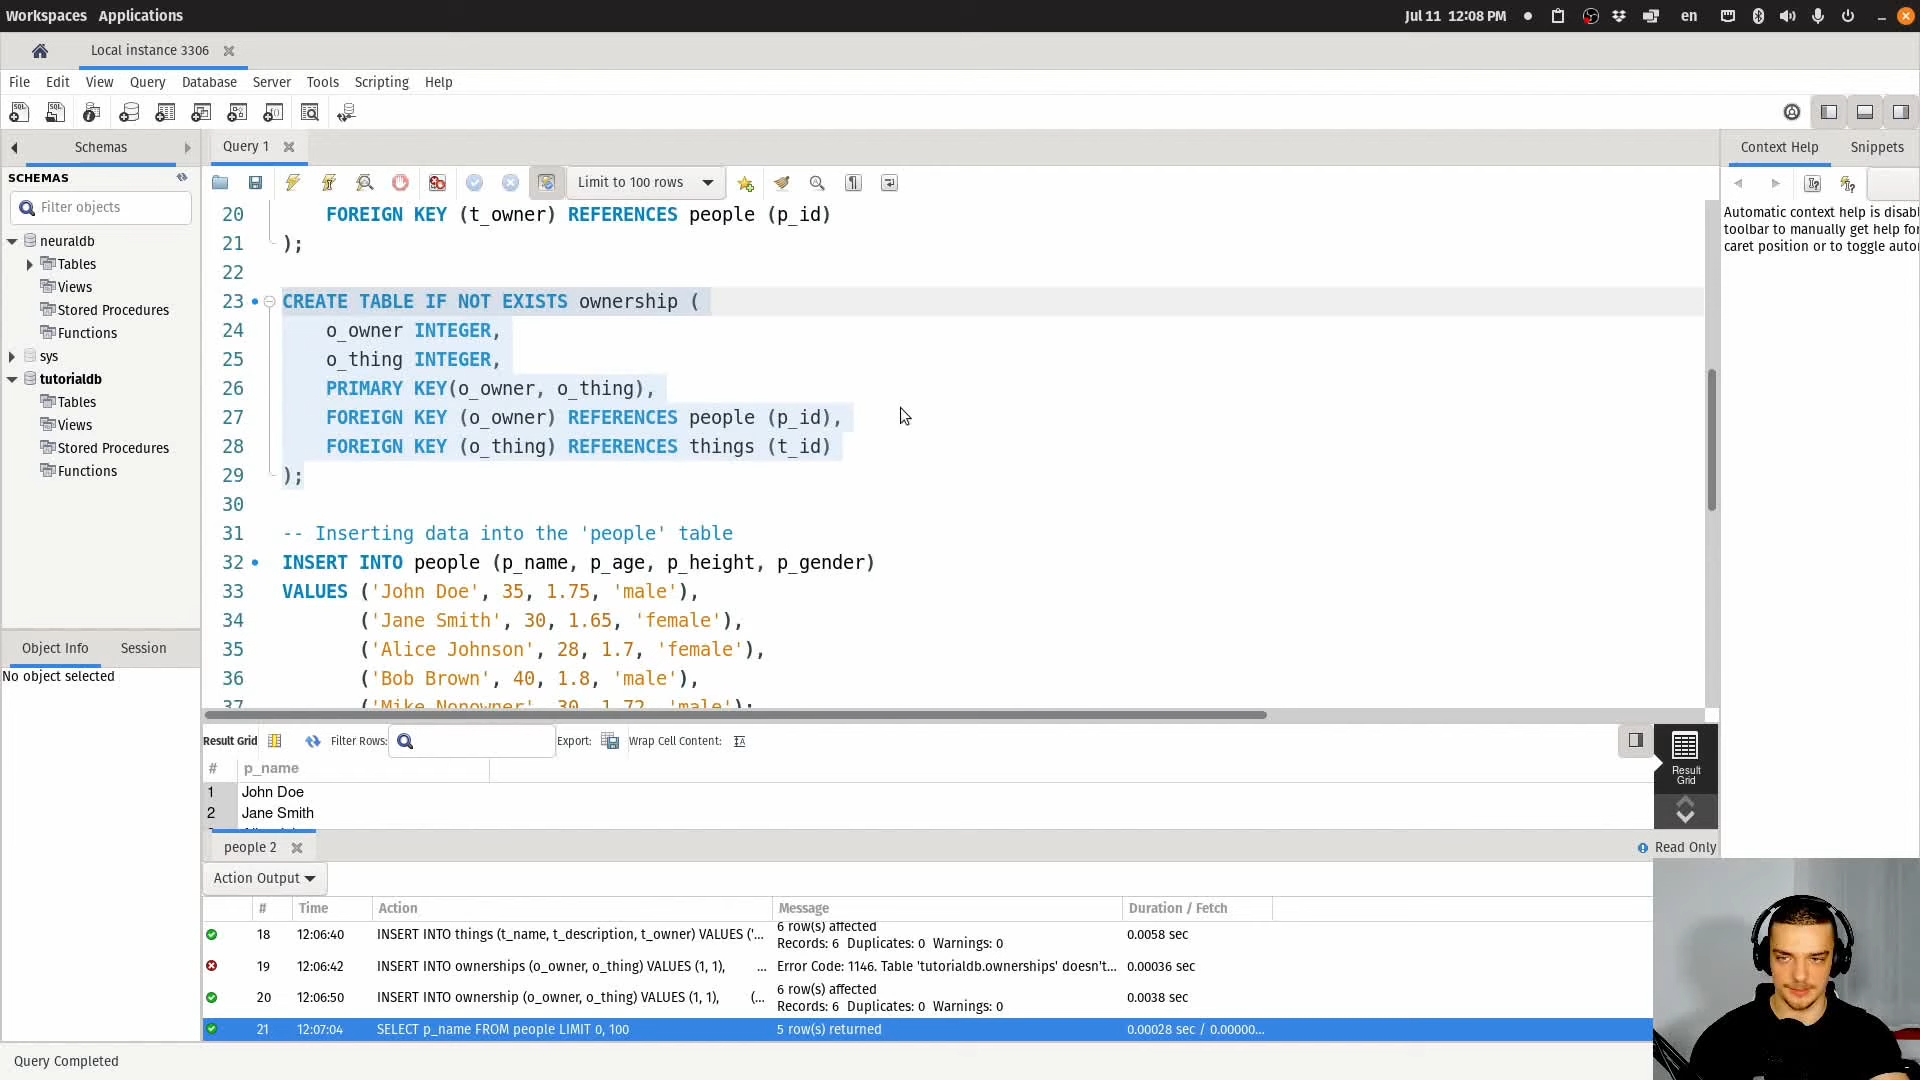 Workspaces Applications
Jul 11 12:08 PM
en
Local instance 3306
File Edit View Query Database Server Tools Scripting Help
Schemas
Query 1
Context Help Snippets
SCHEMAS
Filter objects
Limit to 100 rows
neuraldb
Tables
Views
Stored Procedures
Functions
sys
tutorialdb
Tables
Views
Stored Procedures
Functions
Automatic context help is disab
toolbar to manually get help for
caret position or to toggle auto
20 FOREIGN KEY (t_owner) REFERENCES people (p_id)
21 );
22
23 CREATE TABLE IF NOT EXISTS ownership (
24 o_owner INTEGER,
25 o_thing INTEGER,
26 PRIMARY KEY(o_owner, o_thing),
27 FOREIGN KEY (o_owner) REFERENCES people (p_id),
28 FOREIGN KEY (o_thing) REFERENCES things (t_id)
29 );
30
31 -- Inserting data into the 'people' table
32 INSERT INTO people (p_name, p_age, p_height, p_gender)
33 VALUES ('John Doe', 35, 1.75, 'male'),
34 ('Jane Smith', 30, 1.65, 'female'),
35 ('Alice Johnson', 28, 1.7, 'female'),
36 ('Bob Brown', 40, 1.8, 'male'),
37 ('Mike Nonowner', 30, 1.72, 'male');
Object Info Session
No object selected
Result Grid Filter Rows: Export: Wrap Cell Content:
# p_name
1 John Doe
2 Jane Smith
Result
Grid
people 2
Read Only
Action Output
# Time Action Message Duration / Fetch
18 12:06:40 INSERT INTO things (t_name, t_description, t_owner) VALUES ('... 6 row(s) affected
Records: 6 Duplicates: 0 Warnings: 0 0.0058 sec
19 12:06:42 INSERT INTO ownerships (o_owner, o_thing) VALUES (1, 1), ... Error Code: 1146. Table 'tutorialdb.ownerships' doesn't... 0.00036 sec
20 12:06:50 INSERT INTO ownership (o_owner, o_thing) VALUES (1, 1), (... 6 row(s) affected
Records: 6 Duplicates: 0 Warnings: 0 0.0038 sec
21 12:07:04 SELECT p_name FROM people LIMIT 0, 100 5 row(s) returned 0.00028 sec / 0.00000...
Query Completed